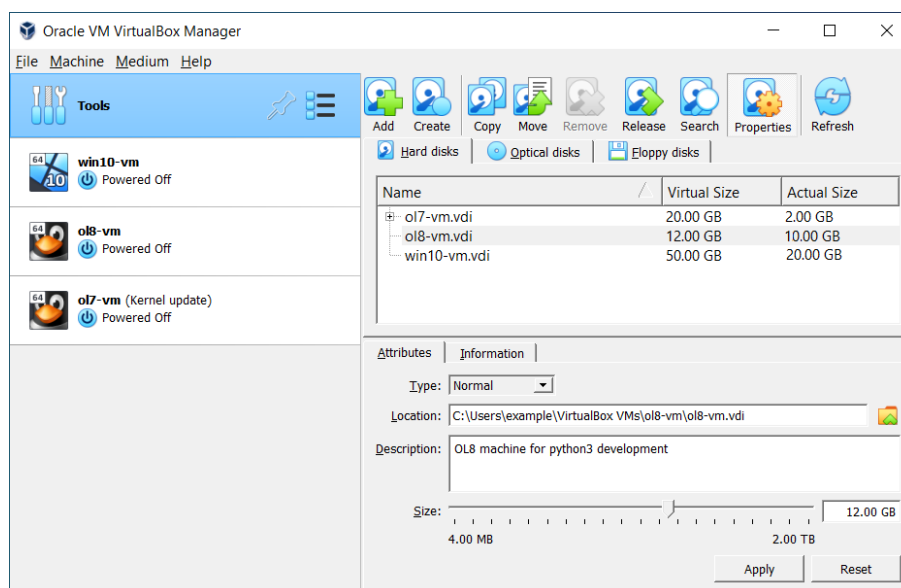 Oracle VM VirtualBox Manager
File Machine Medium Help
Tools
Add Create Copy Move Remove Release Search Properties Refresh
Hard disks Optical disks Floppy disks
64
10
win10-vm
Powered Off
64
ol8-vm
Powered Off
64
ol7-vm (Kernel update)
Powered Off
Name Virtual Size Actual Size
ol7-vm.vdi 20.00 GB 2.00 GB
ol8-vm.vdi 12.00 GB 10.00 GB
win10-vm.vdi 50.00 GB 20.00 GB
Attributes Information
Type: Normal
Location: C:\Users\example\VirtualBox VMs\ol8-vm\ol8-vm.vdi
Description: OL8 machine for python3 development
Size: 12.00 GB
4.00 MB 2.00 TB
Apply Reset